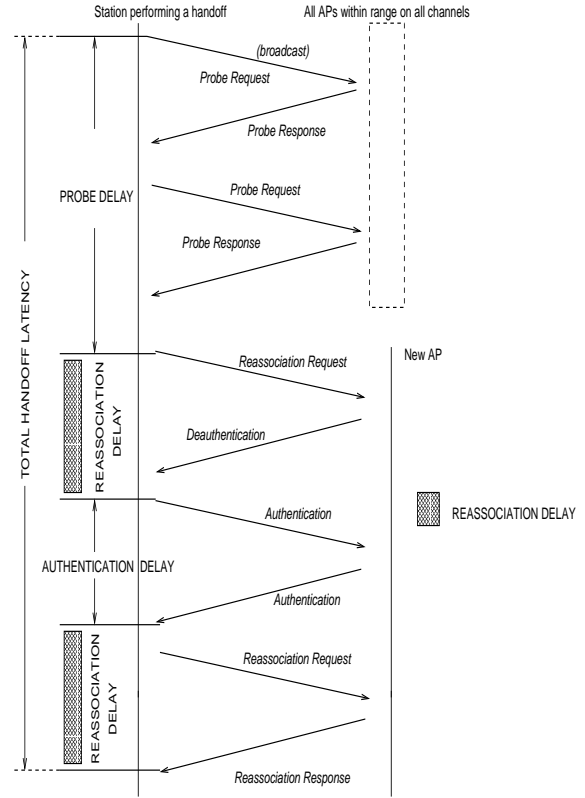 Station performing a handoff
All APs within range on all channels
(broadcast)
Probe Request
Probe Response
PROBE DELAY
Probe Request
Probe Response
TOTAL HANDOFF LATENCY
New AP
Reassociation Request
REASSOCIATION
DELAY
Deauthentication
Authentication
REASSOCIATION DELAY
AUTHENTICATION DELAY
Authentication
Reassociation Request
REASSOCIATION
DELAY
Reassociation Response